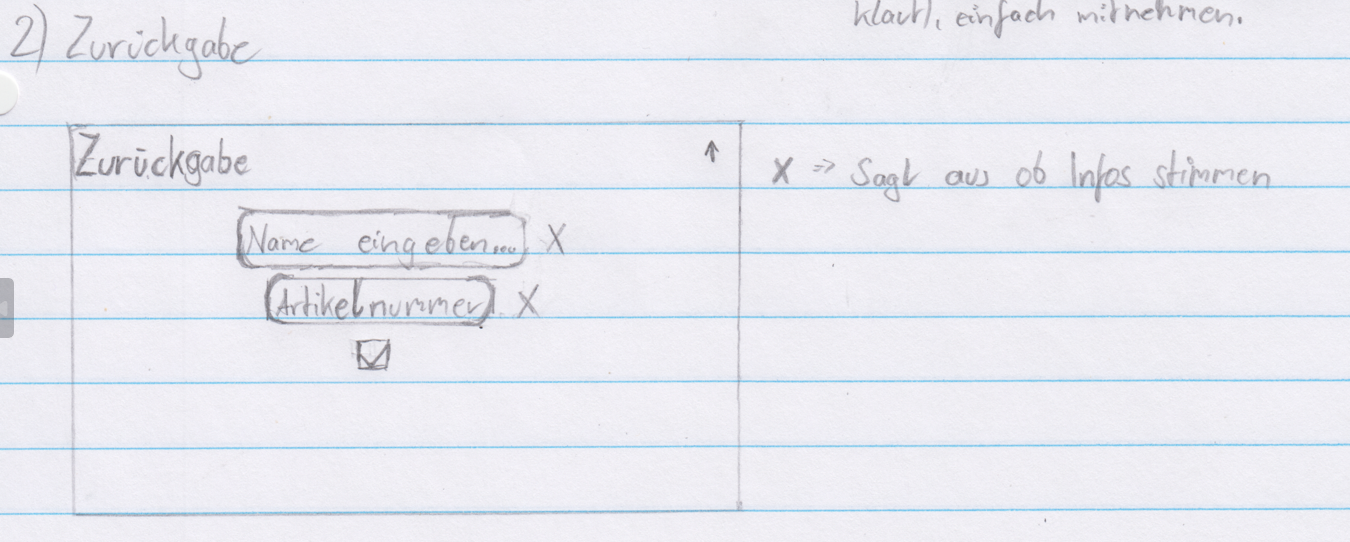 klaut), einfach mitnehmen.
2) Zurückgabe
Zurückgabe ↑
X => Sagt aus ob Infos stimmen
Name eingeben... X
Artikelnummer X